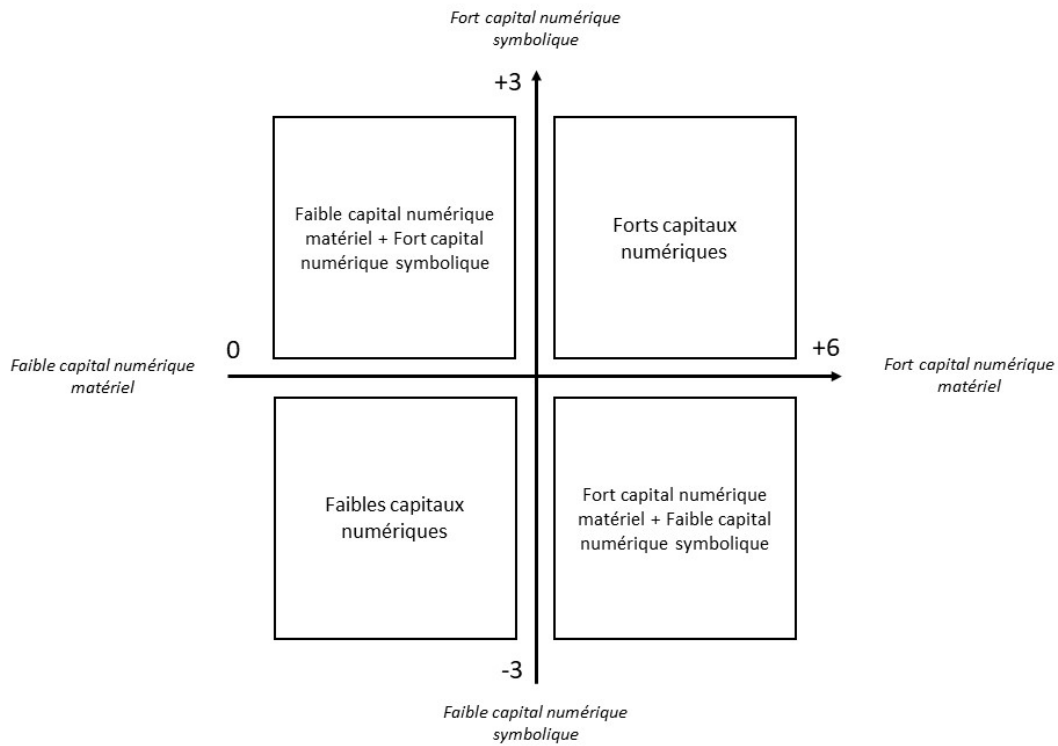 Fort capital numérique
symbolique
+3
Faible capital numérique
matériel + Fort capital
numérique symbolique
Forts capitaux
numériques
0
+6
Faible capital numérique
matériel
Fort capital numérique
matériel
Faibles capitaux
numériques
Fort capital numérique
matériel + Faible capital
numérique symbolique
-3
Faible capital numérique
symbolique